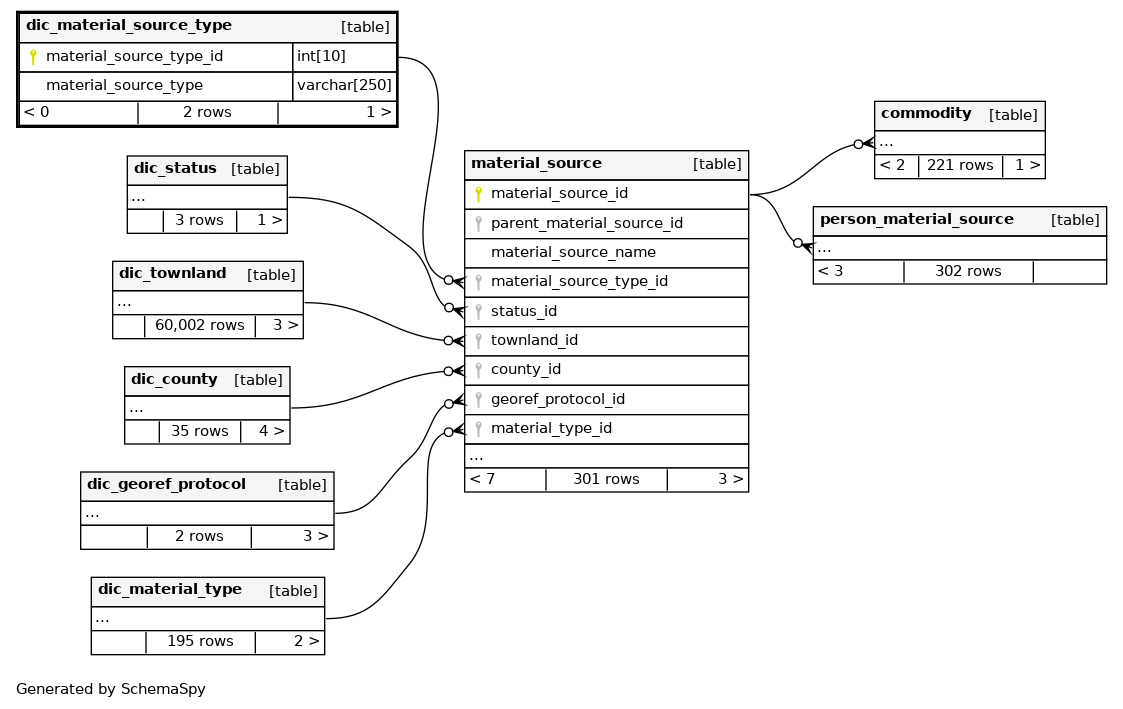 dic_material_source_type [table]
material_source_type_id int[10]
material_source_type varchar[250]
< 0 2 rows 1 >
dic_status [table]
...
3 rows 1 >
dic_townland [table]
...
60,002 rows 3 >
dic_county [table]
...
35 rows 4 >
dic_georef_protocol [table]
...
2 rows 3 >
dic_material_type [table]
...
195 rows 2 >
material_source [table]
material_source_id
parent_material_source_id
material_source_name
material_source_type_id
status_id
townland_id
county_id
georef_protocol_id
material_type_id
...
< 7 301 rows 3 >
commodity [table]
...
< 2 221 rows 1 >
person_material_source [table]
...
< 3 302 rows
Generated by SchemaSpy